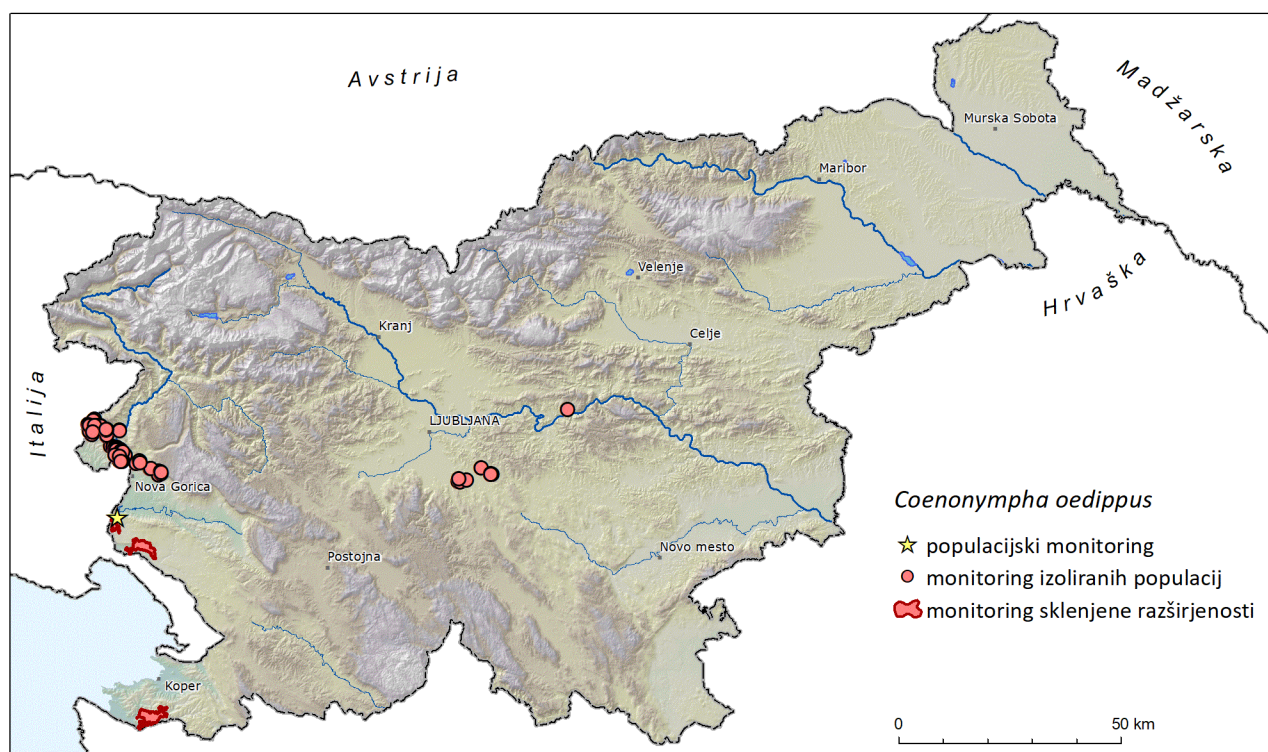 Avstrija
Madžarska
Murska Sobota
Maribor
Velenje
Hrvaška
Kranj
Celje
Italija
LJUBLJANA
Nova Gorica
Coenonympha oedippus
populacijski monitoring
Postojna
Novo mesto
monitoring izoliranih populacij
monitoring sklenjene razširjenosti
Koper
0 50 km